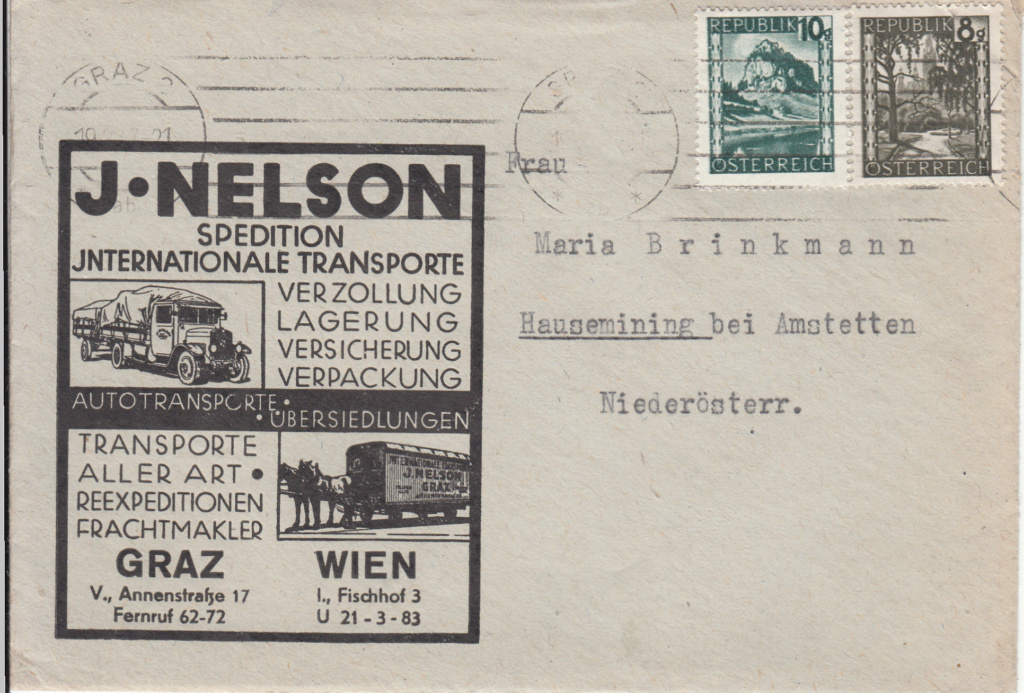 REPUBLIK 10g
ÖSTERREICH
REPUBLIK 8g
ÖSTERREICH
GRAZ 2
J. NELSON
SPEDITION
JNTERNATIONALE TRANSPORTE
VERZOLLUNG
LAGERUNG
VERSICHERUNG
VERPACKUNG
AUTOTRANSPORTE •
• ÜBERSIEDLUNGEN
TRANSPORTE
ALLER ART •
REEXPEDITIONEN
FRACHTMAKLER
J. NELSON
GRAZ
GRAZ
V., Annenstraße 17
Fernruf 62-72
WIEN
I., Fischhof 3
U 21-3-83
Frau
Maria Brinkmann
Hausemining bei Amstetten
Niederösterr.